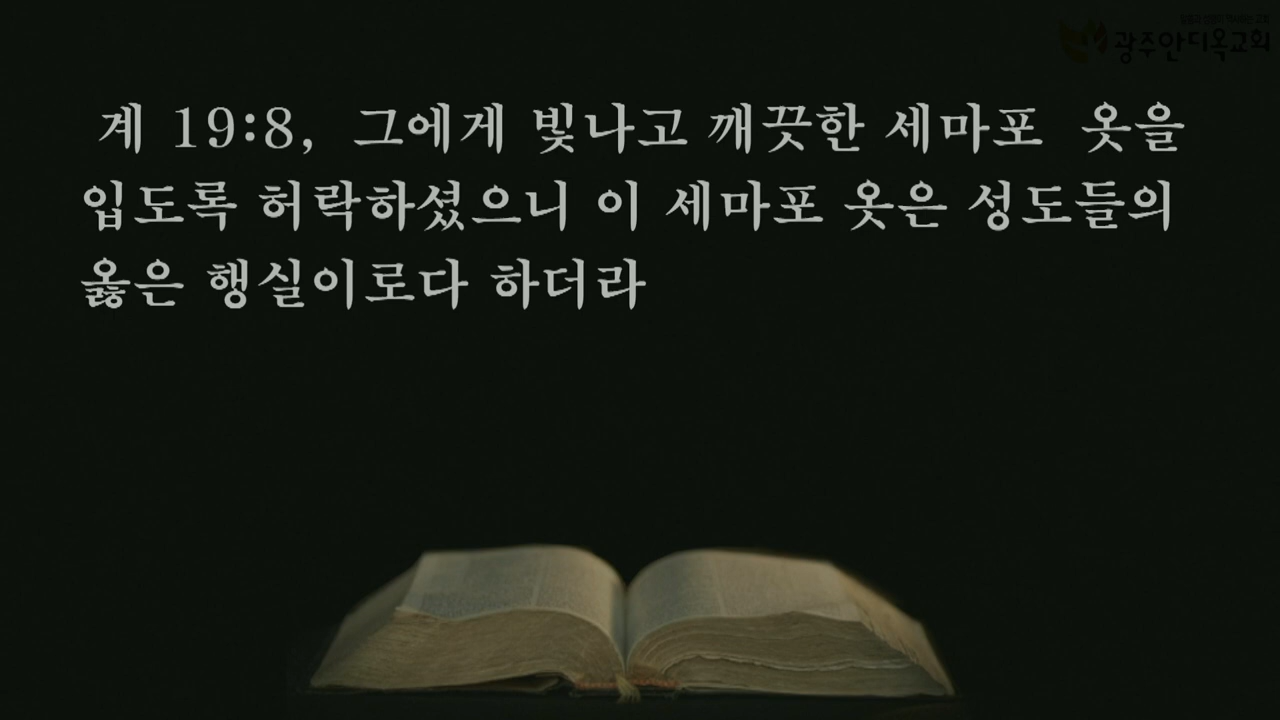 광주안디옥교회
계 19:8, 그에게 빛나고 깨끗한 세마포 옷을
입도록 허락하셨으니 이 세마포 옷은 성도들의
옳은 행실이로다 하더라